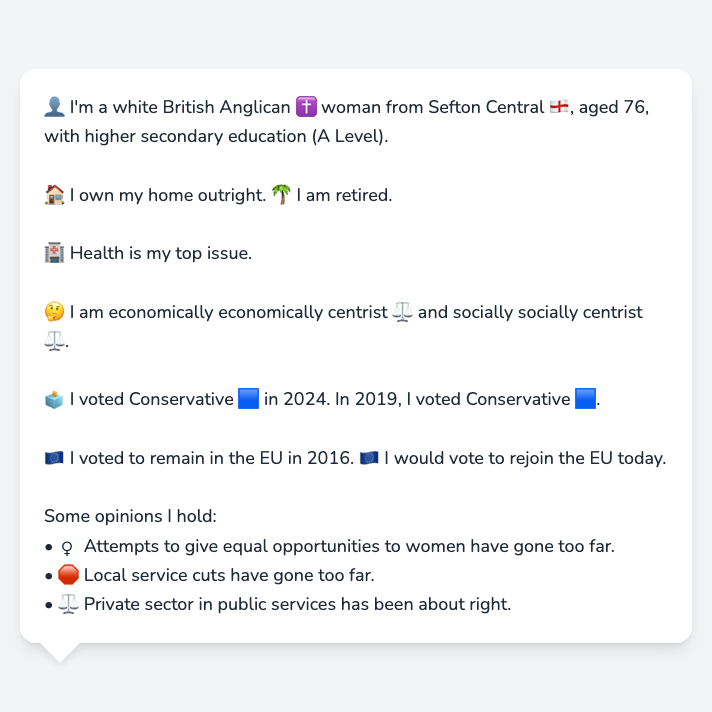 👤 I'm a white British Anglican ✝️ woman from Sefton Central 🏴󠁧󠁢󠁥󠁮󠁧󠁿, aged 76,
with higher secondary education (A Level).
🏠 I own my home outright. 🌴 I am retired.
🏥 Health is my top issue.
🤔 I am economically economically centrist ⚖️ and socially socially centrist
⚖️.
🗳️ I voted Conservative 🟦 in 2024. In 2019, I voted Conservative 🟦.
🇪🇺 I voted to remain in the EU in 2016. 🇪🇺 I would vote to rejoin the EU today.
Some opinions I hold:
• ♀ Attempts to give equal opportunities to women have gone too far.
• 🛑 Local service cuts have gone too far.
• ⚖️ Private sector in public services has been about right.